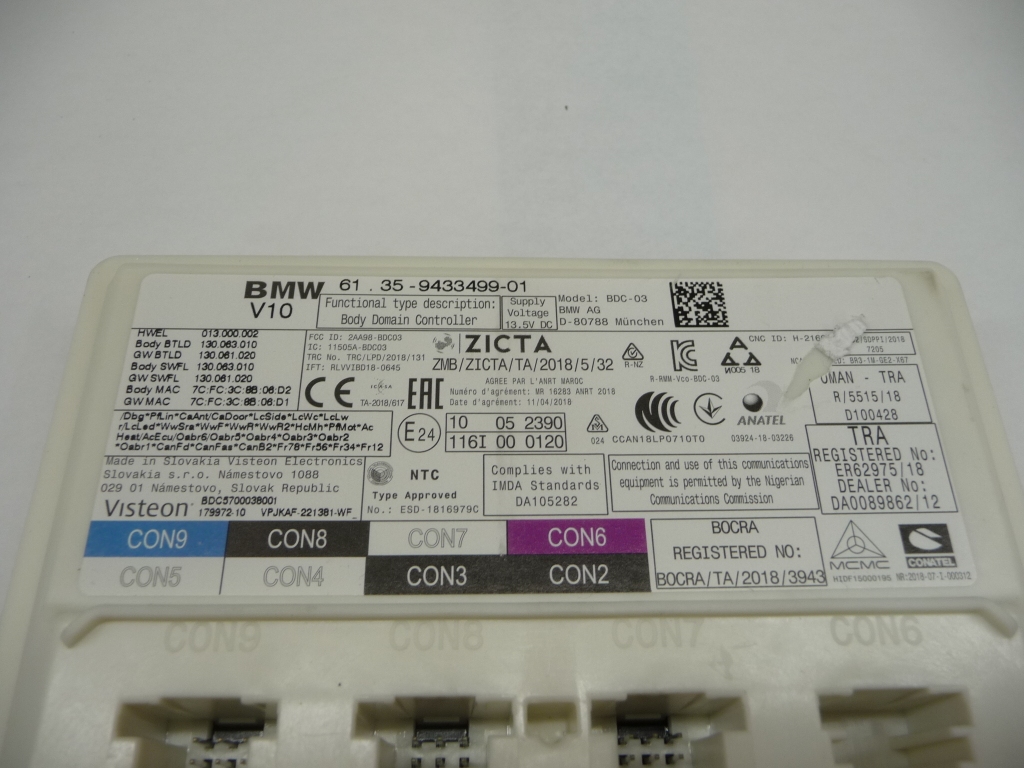 BMW 61.35-9433499-01
V10
Functional type description:
Body Domain Controller
Supply
Voltage
13.5V DC
Model: BDC-03
BMW AG
D-80788 München
HWEL 013.000.002
Body BTLD 130.063.010
GW BTLD 130.061.020
Body SWFL 130.063.010
GW SWFL 130.061.020
Body MAC 7C:FC:3C:8B:06:D2
GW MAC 7C:FC:3C:8B:06:D1
FCC ID: 2AA98-BDC03
IC: 11505A-BDC03
TRC No. TRC/LPD/2018/131
IFT: RLVVIBD18-0645
ZICTA
ZMB/ZICTA/TA/2018/5/32
R-NZ
R-RMM-Vco-BDC-03
CNC ID:
7205
CE
TA-2018/617
EAC
AGREE PAR L'ANRT MAROC
Numéro d'agrément: MR 16283 ANRT 2018
Date d'agrément: 11/04/2018
/Dbg*PfLin*CaAnt/CaDoor*LcSide*LcWc*LcLw
r/LcLed*WwSra*WwF*WwR*WwR2*HcMh*PfMot*Ac
Heat/AcEcu/Oabr6/Oabr5*Oabr4*Oabr3*Oabr2
*Oabr1*CanFd*CanFas*CanB2*Fr78*Fr56*Fr34*Fr12
E24
10 05 2390
116I 00 0120
024
CCAN18LP0710T0
ANATEL
03924-18-03226
OMAN - TRA
R/5515/18
D100428
TRA
REGISTERED No:
ER62975/18
DEALER No:
DA0089862/12
Made in Slovakia Visteon Electronics
Slovakia s.r.o. Námestovo 1088
029 01 Námestovo, Slovak Republic
BDC5700038001
Visteon 179972-10 VPJKAF-221381-WF
NTC
Type Approved
No.: ESD-1816979C
Complies with
IMDA Standards
DA105282
Connection and use of this communications
equipment is permitted by the Nigerian
Communications Commission
CON9 CON8 CON7 CON6
CON5 CON4 CON3 CON2
BOCRA
REGISTERED NO:
BOCRA/TA/2018/3943
MCMC
HIDF15000195
CONATEL
NR:2018-07-I-000312
CON9 CON8 CON7 CON6